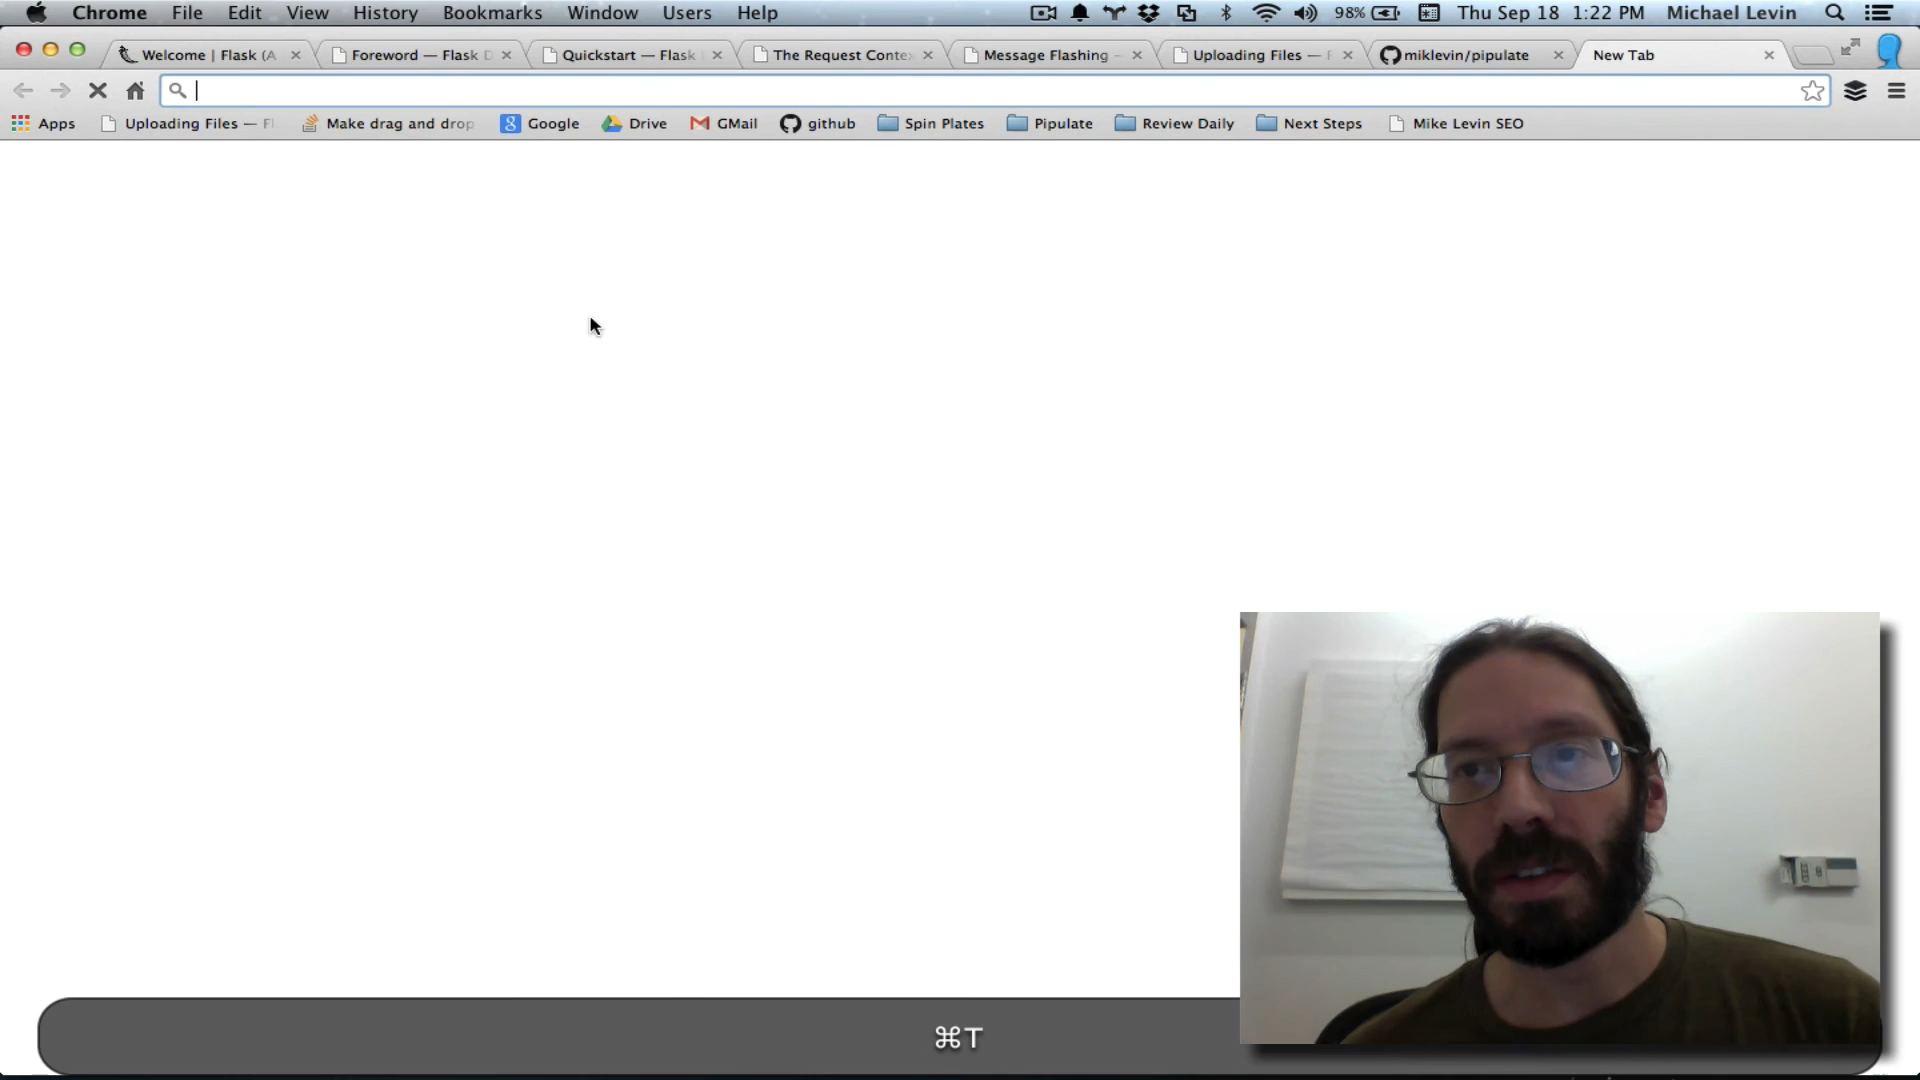 Chrome File Edit View History Bookmarks Window Users Help 98% Thu Sep 18 1:22 PM Michael Levin
Welcome | Flask (A Foreword — Flask D Quickstart — Flask The Request Conte Message Flashing Uploading Files — miklevin/pipulate New Tab
Apps Uploading Files — Make drag and drop Google Drive GMail github Spin Plates Pipulate Review Daily Next Steps Mike Levin SEO
⌘T